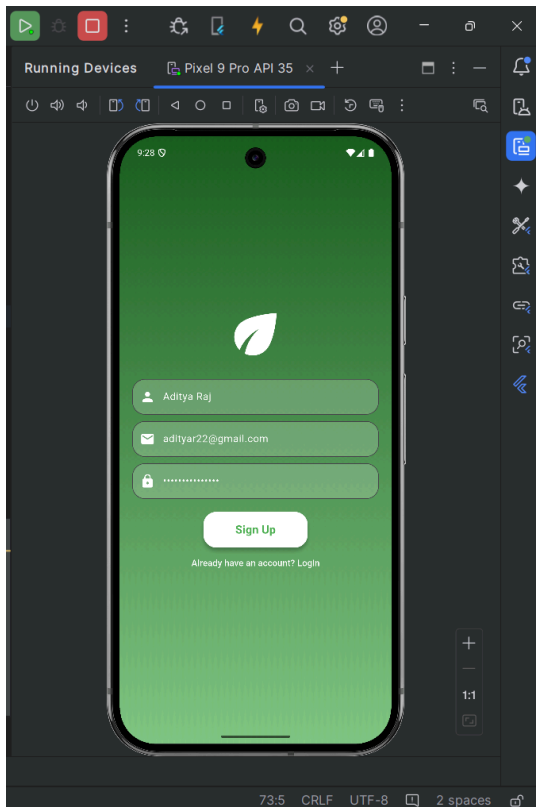 Running Devices
Pixel 9 Pro API 35
9:28
Aditya Raj
adityar22@gmail.com
Sign Up
Already have an account? Login
1:1
73:5 CRLF UTF-8 2 spaces